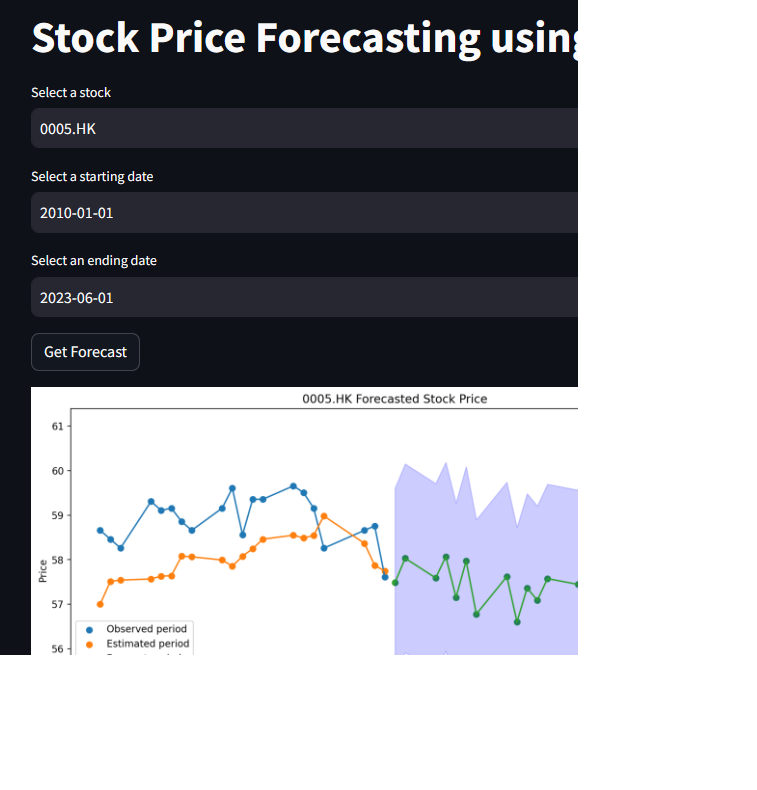 Stock Price Forecasting using
Select a stock
0005.HK
Select a starting date
2010-01-01
Select an ending date
2023-06-01
Get Forecast
0005.HK Forecasted Stock Price
61
60
59
58
57
56
Price
Observed period
Estimated period